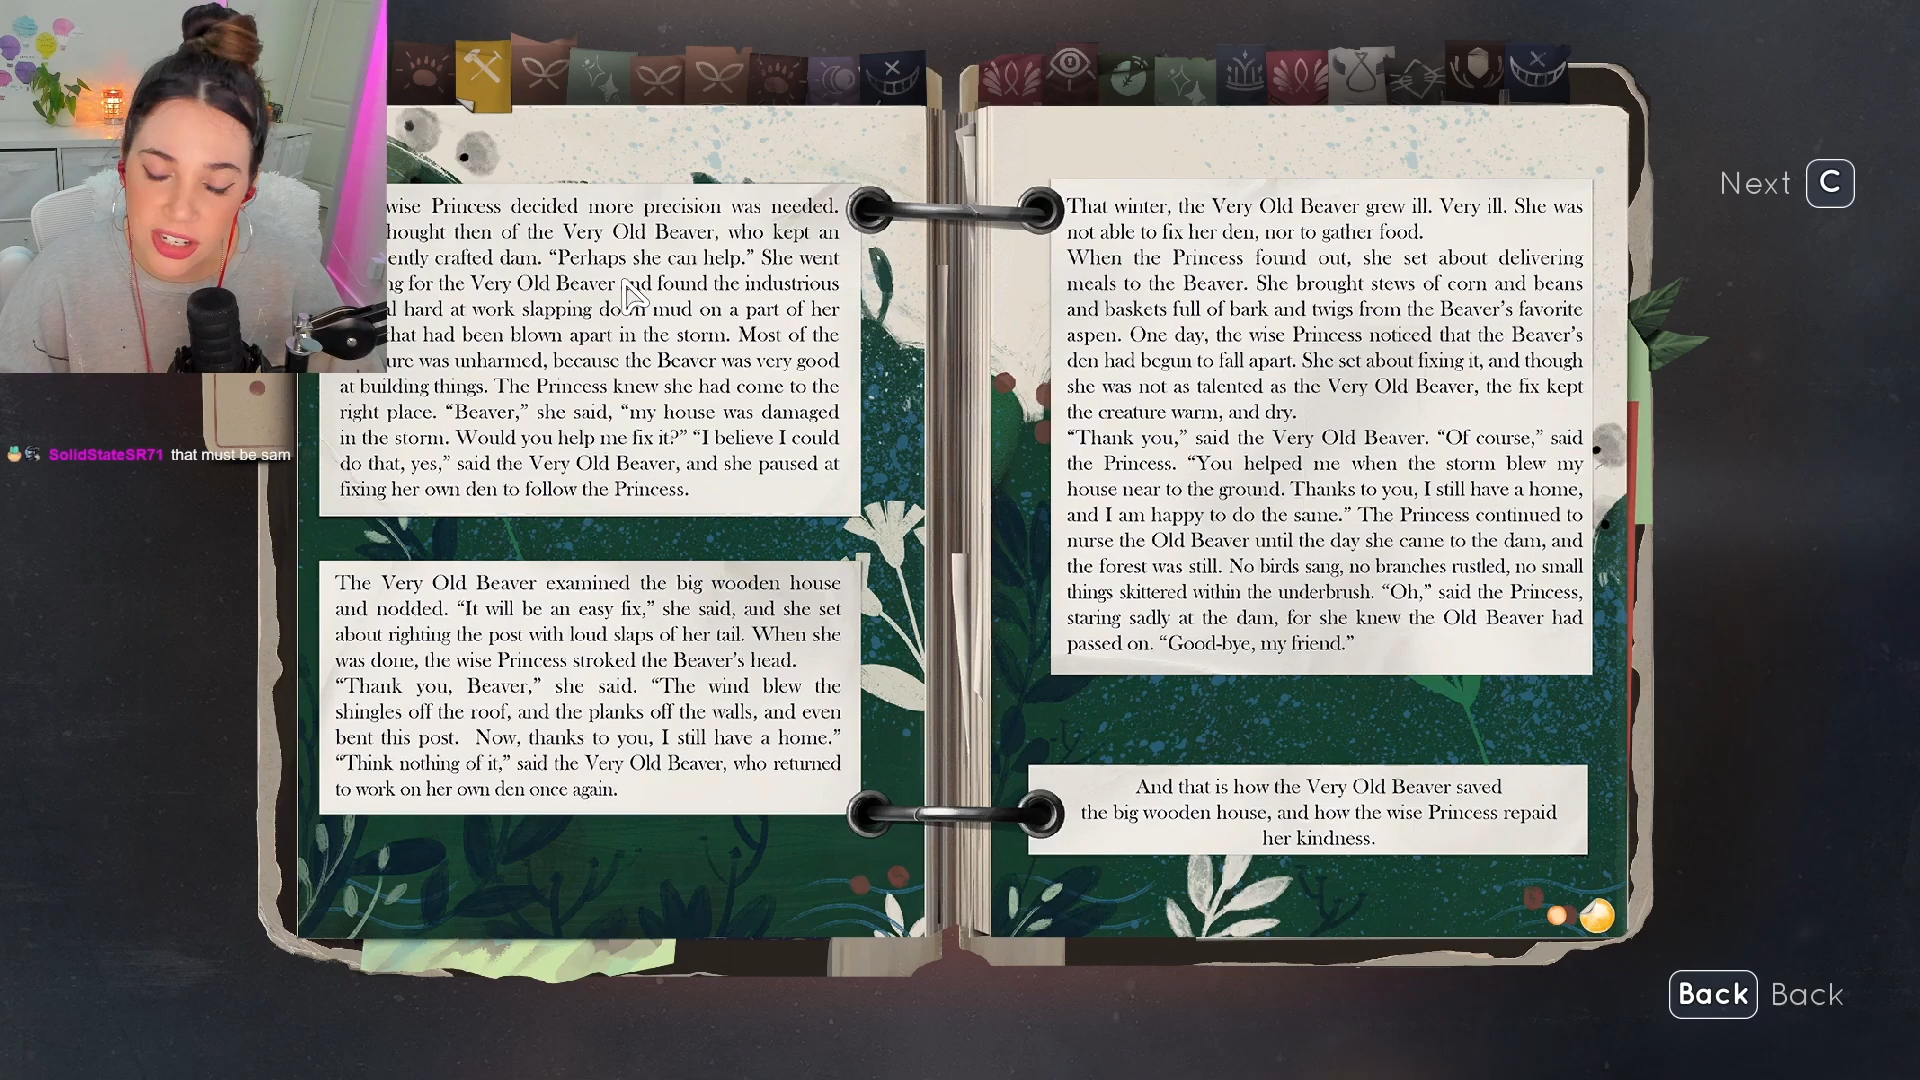 wise Princess decided more precision was needed.
hought then of the Very Old Beaver, who kept an
ently crafted dam. “Perhaps she can help.” She went
ng for the Very Old Beaver and found the industrious
l hard at work slapping down mud on a part of her
that had been blown apart in the storm. Most of the
ure was unharmed, because the Beaver was very good
at building things. The Princess knew she had come to the
right place. “Beaver,” she said, “my house was damaged
in the storm. Would you help me fix it?” “I believe I could
do that, yes,” said the Very Old Beaver, and she paused at
fixing her own den to follow the Princess.
SolidStateSR71 that must be sam
The Very Old Beaver examined the big wooden house
and nodded. “It will be an easy fix,” she said, and she set
about righting the post with loud slaps of her tail. When she
was done, the wise Princess stroked the Beaver’s head.
“Thank you, Beaver,” she said. “The wind blew the
shingles off the roof, and the planks off the walls, and even
bent this post. Now, thanks to you, I still have a home.”
“Think nothing of it,” said the Very Old Beaver, who returned
to work on her own den once again.
That winter, the Very Old Beaver grew ill. Very ill. She was
not able to fix her den, nor to gather food.
When the Princess found out, she set about delivering
meals to the Beaver. She brought stews of corn and beans
and baskets full of bark and twigs from the Beaver’s favorite
aspen. One day, the wise Princess noticed that the Beaver’s
den had begun to fall apart. She set about fixing it, and though
she was not as talented as the Very Old Beaver, the fix kept
the creature warm, and dry.
“Thank you,” said the Very Old Beaver. “Of course,” said
the Princess. “You helped me when the storm blew my
house near to the ground. Thanks to you, I still have a home,
and I am happy to do the same.” The Princess continued to
nurse the Old Beaver until the day she came to the dam, and
the forest was still. No birds sang, no branches rustled, no small
things skittered within the underbrush. “Oh,” said the Princess,
staring sadly at the dam, for she knew the Old Beaver had
passed on. “Good-bye, my friend.”
And that is how the Very Old Beaver saved
the big wooden house, and how the wise Princess repaid
her kindness.
Next C
Back Back